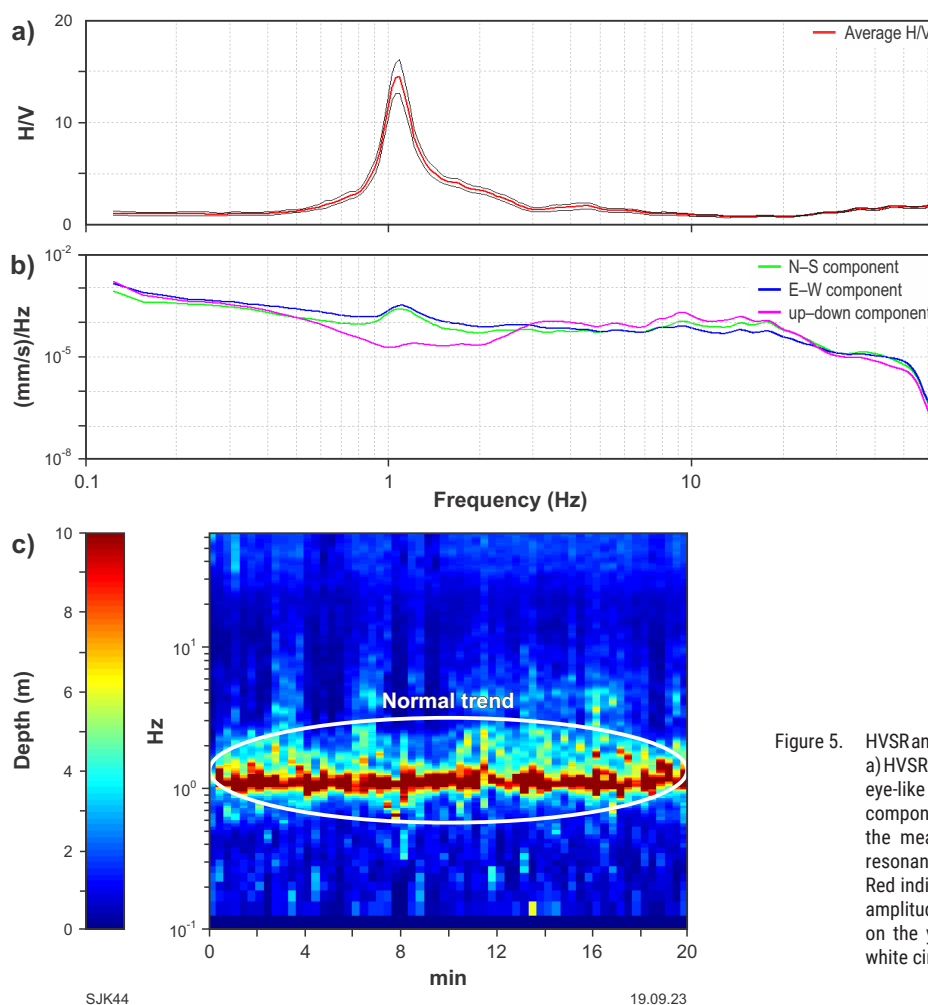 a)
20
10
0
H/V
Average H/V
b)
10-2
10-5
10-8
(mm/s)/Hz
N–S component
E–W component
up–down component
0.1 1 10
Frequency (Hz)
c)
10
8
6
4
2
0
Depth (m)
Hz
101
100
10-1
Normal trend
0 4 8 12 16 20
min
SJK44 19.09.23
Figure 5. HVSR an
a) HVSR
eye-like
compon
the mea
resonan
Red indi
amplitud
on the y
white cir